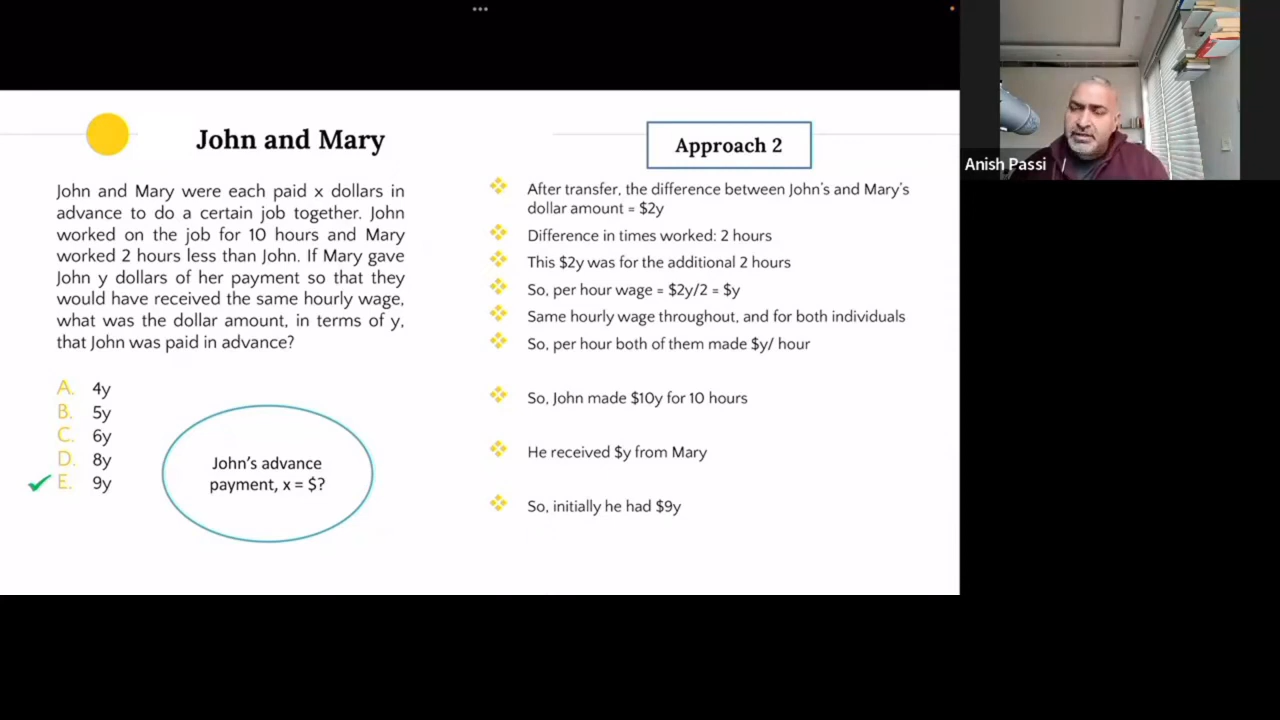 John and Mary
John and Mary were each paid x dollars in
advance to do a certain job together. John
worked on the job for 10 hours and Mary
worked 2 hours less than John. If Mary gave
John y dollars of her payment so that they
would have received the same hourly wage,
what was the dollar amount, in terms of y,
that John was paid in advance?
A. 4y
B. 5y
C. 6y
D. 8y
E. 9y
John's advance
payment, x = $?
Approach 2
After transfer, the difference between John's and Mary's
dollar amount = $2y
Difference in times worked: 2 hours
This $2y was for the additional 2 hours
So, per hour wage = $2y/2 = $y
Same hourly wage throughout, and for both individuals
So, per hour both of them made $y/ hour
So, John made $10y for 10 hours
He received $y from Mary
So, initially he had $9y
Anish Passi /